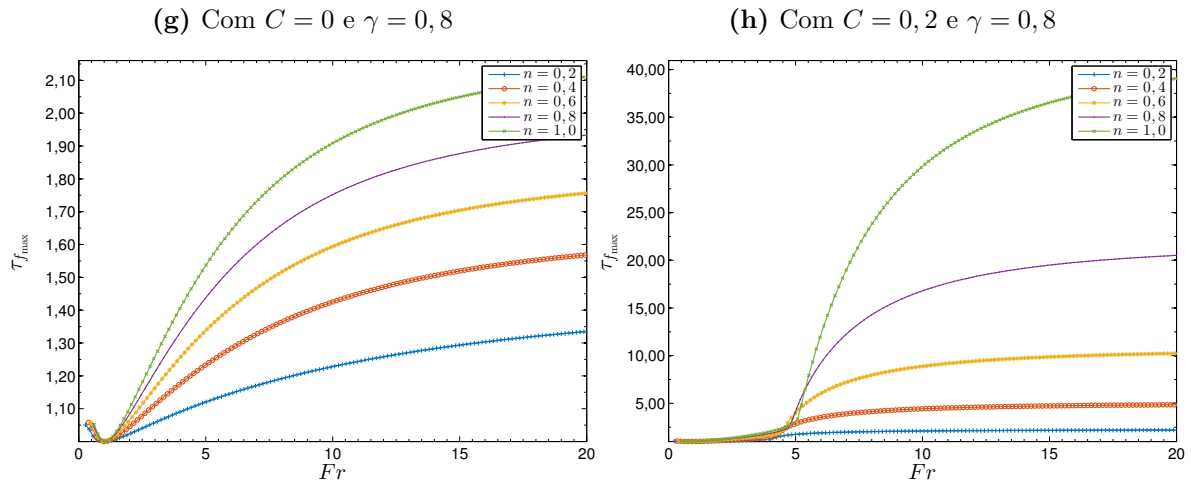 (g) Com C = 0 e γ = 0, 8
2,10
2,00
1,90
1,80
1,70
1,60
1,50
1,40
1,30
1,20
1,10
0 5 10 15 20
Fr
τfmax
n = 0, 2
n = 0, 4
n = 0, 6
n = 0, 8
n = 1, 0
(h) Com C = 0, 2 e γ = 0, 8
40,00
35,00
30,00
25,00
20,00
15,00
10,00
5,00
0 5 10 15 20
Fr
τfmax
n = 0, 2
n = 0, 4
n = 0, 6
n = 0, 8
n = 1, 0